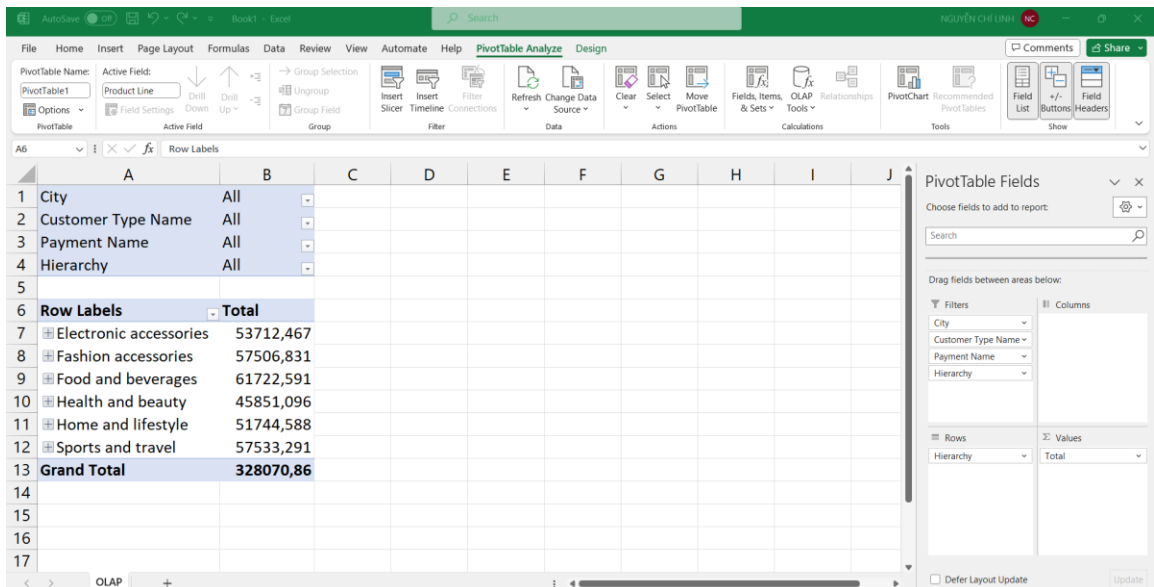 AutoSave Off Book1 - Excel Search NGUYỄN CHÍ LINH NC
File Home Insert Page Layout Formulas Data Review View Automate Help PivotTable Analyze Design Comments Share
PivotTable Name: Active Field: Group Selection
PivotTable1 Product Line Drill Down Drill Up Ungroup Insert Slicer Insert Timeline Filter Connections Refresh Change Data Source Clear Select Move PivotTable Fields, Items, & Sets OLAP Tools Relationships PivotChart Recommended PivotTables Field List +/- Buttons Field Headers
Options Field Settings Group Field
PivotTable Active Field Group Filter Data Actions Calculations Tools Show
A6 fx Row Labels
A B C D E F G H I J
1 City All
2 Customer Type Name All
3 Payment Name All
4 Hierarchy All
5
6 Row Labels Total
7 Electronic accessories 53712,467
8 Fashion accessories 57506,831
9 Food and beverages 61722,591
10 Health and beauty 45851,096
11 Home and lifestyle 51744,588
12 Sports and travel 57533,291
13 Grand Total 328070,86
14
15
16
17
OLAP
PivotTable Fields
Choose fields to add to report:
Search
Drag fields between areas below:
Filters Columns
City
Customer Type Name
Payment Name
Hierarchy
Rows Σ Values
Hierarchy Total
Defer Layout Update Update